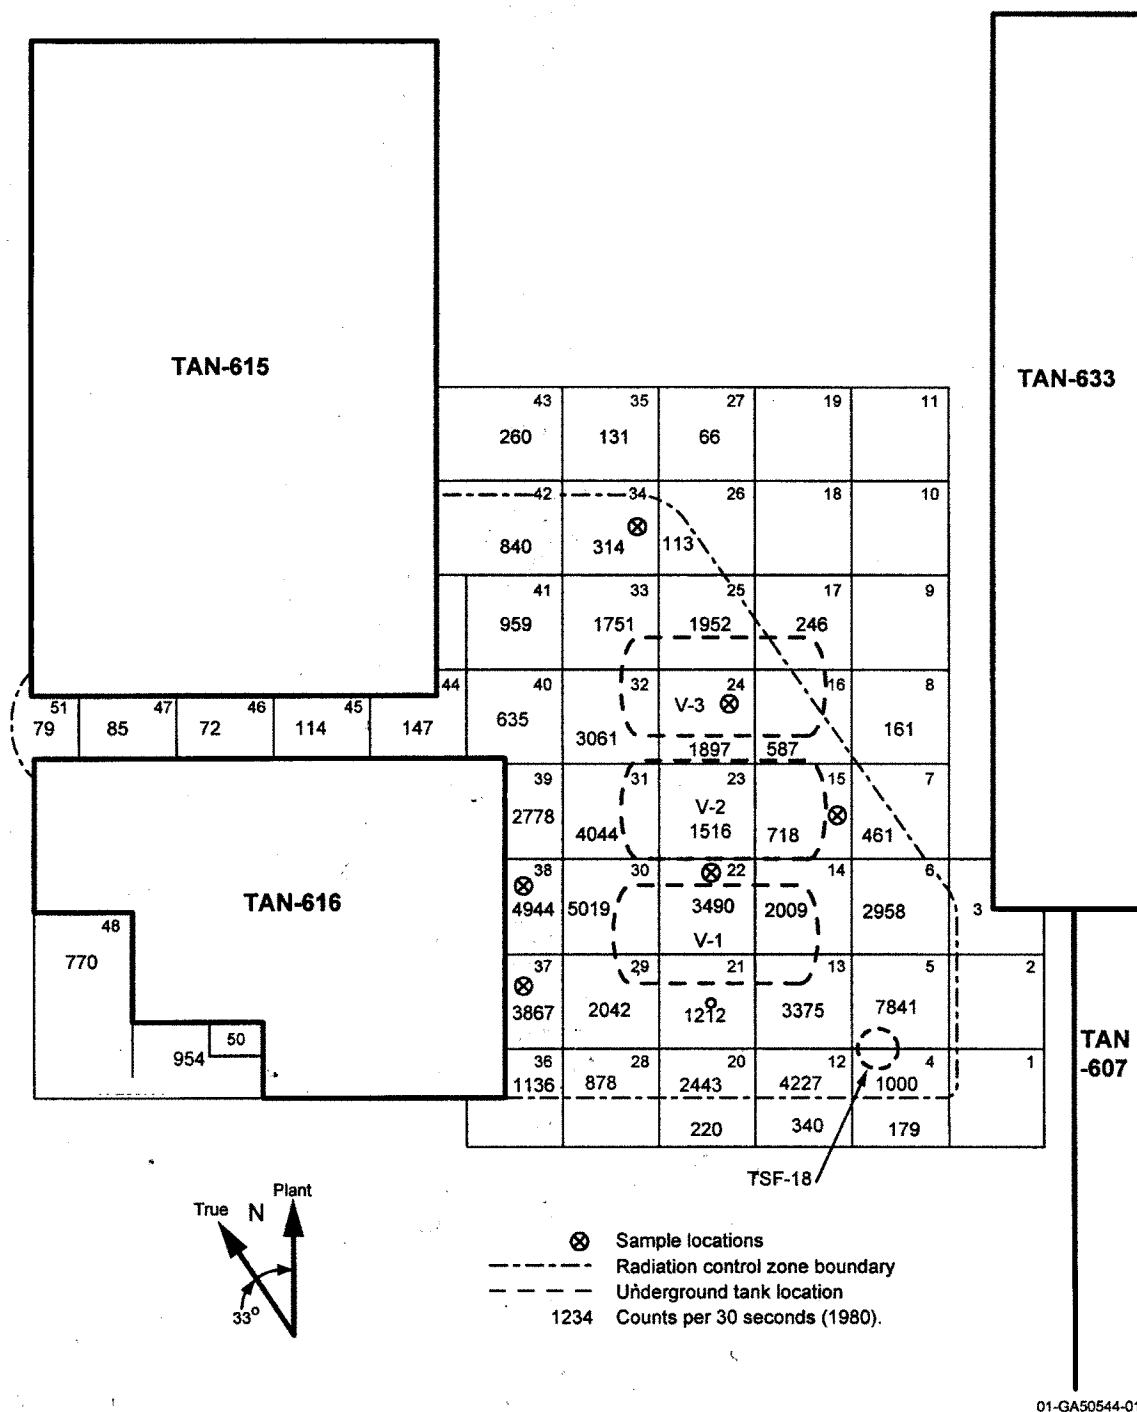 TAN-615
TAN-633
43 35 27 19 11
260 131 66
42 34 26 18 10
840 314 113
41 33 25 17 9
959 1751 1952 246
44 40 32 24 16 8
635 V-3 161
3061 1897 587
51 47 46 45
79 85 72 114 147
39 31 23 15 7
2778 V-2
4044 1516 718 461
38 30 22 14 6
TAN-616
4944 5019 3490 2009 2958 3
V-1
48
770
37 29 21 13 5 2
3867 2042 1212 3375 7841
50
954
TAN
-607
36 28 20 12 4 1
1136 878 2443 4227 1000
220 340 179
TSF-18
Plant
True N
33°
Sample locations
Radiation control zone boundary
Underground tank location
1234 Counts per 30 seconds (1980).
01-GA50544-01